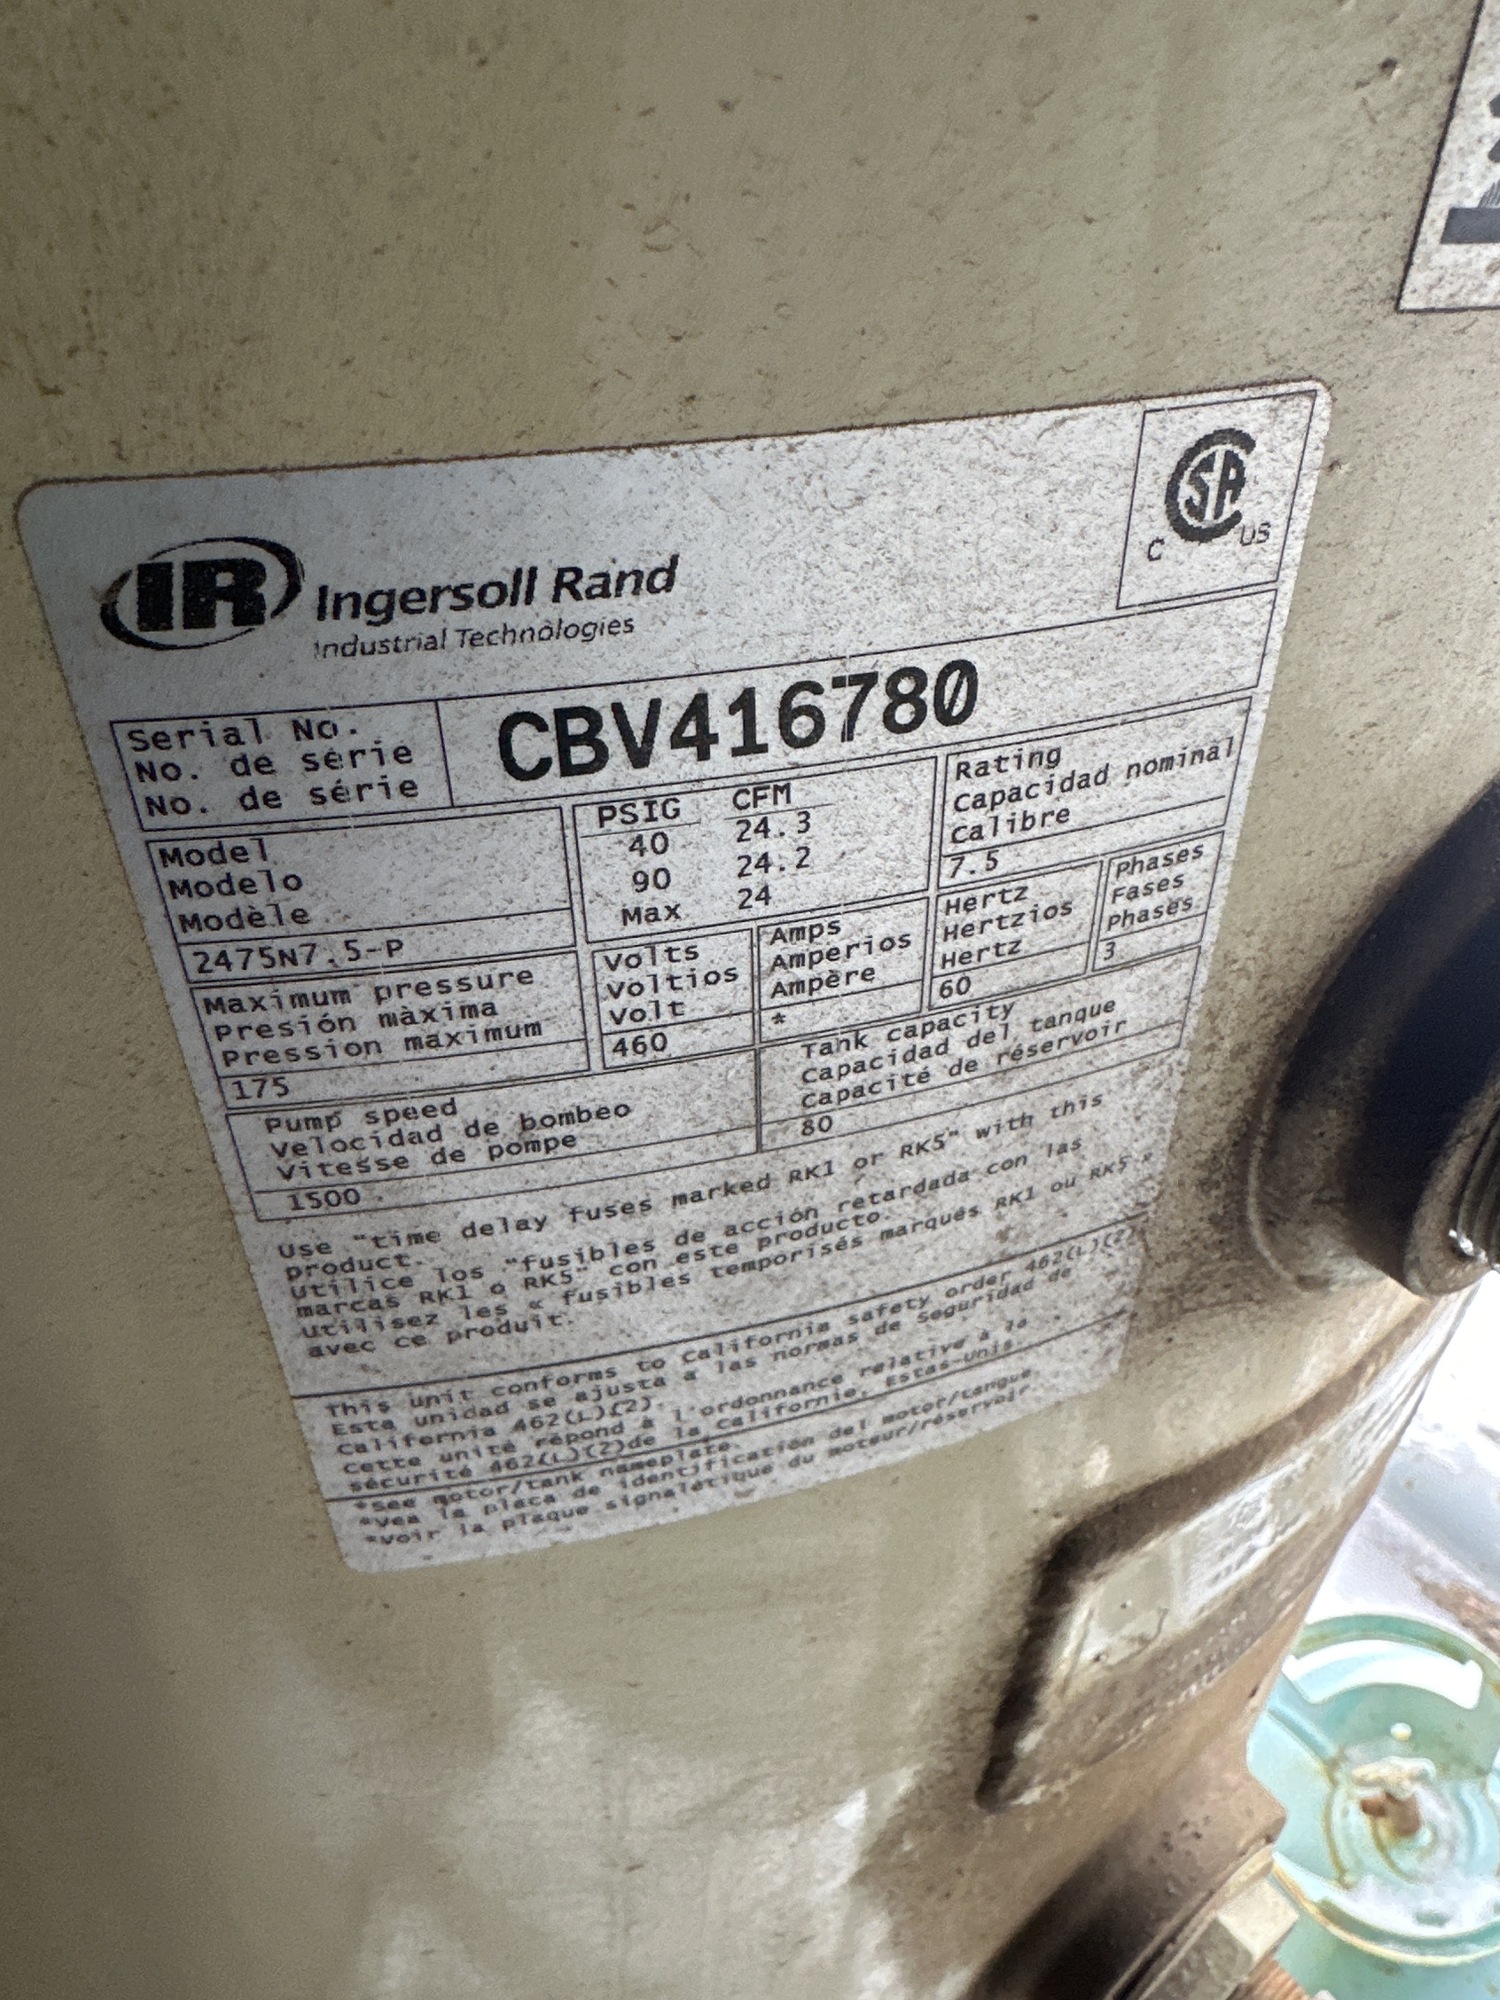 IR Ingersoll Rand
Industrial Technologies
CSA
C US
Serial No.
No. de série
No. de série
CBV416780
Model
Modelo
Modèle
2475N7.5-P
PSIG CFM
40 24.3
90 24.2
Max 24
Rating
Capacidad nominal
Calibre
7.5
Maximum pressure
Presión màxima
Pression maximum
175
Volts
Voltios
Volt
460
Amps
Amperios
Ampère
*
Hertz
Hertzios
Hertz
60
Phases
Fases
Phases
3
Pump speed
Velocidad de bombeo
Vitesse de pompe
1500
Tank capacity
Capacidad del tanque
Capacité de réservoir
80
Use "time delay fuses marked RK1 or RK5" with this
product.
Utilice los "fusibles de acción retardada con las
marcas RK1 o RK5" con este producto.
Utilisez les « fusibles temporisés marqués RK1 ou RK5 »
avec ce produit.
This unit conforms to California safety order 462(L)(2)
Esta unidad se ajusta a las normas de Seguridad de
California 462(L)(2).
Cette unité répond à l'ordonnance relative à la
sécurité 462(L)(2)de la Californie, Estas-Unis.
*See motor/tank nameplate.
*Vea la placa de identificación del motor/tangue
*Voir la plaque signalétique du moteur/réservoir